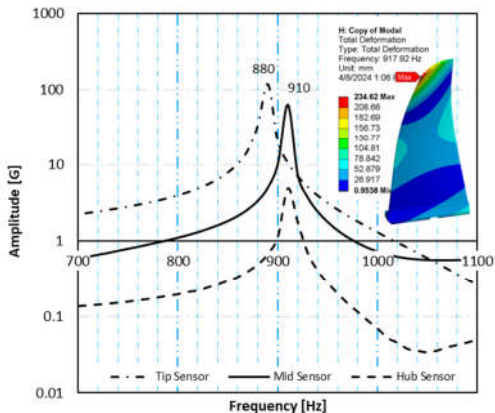 1000
100
10
1
0.1
0.01
Amplitude [G]
700
800
900
1000
1100
Frequency [Hz]
880
910
H: Copy of Modal
Total Deformation
Type: Total Deformation
Frequency: 917.92 Hz
Unit: mm
4/8/2024 1:06
Max
234.62 Max
208.66
182.69
156.73
130.77
104.81
78.842
52.879
26.917
0.9538 Mi
Tip Sensor
Mid Sensor
Hub Sensor